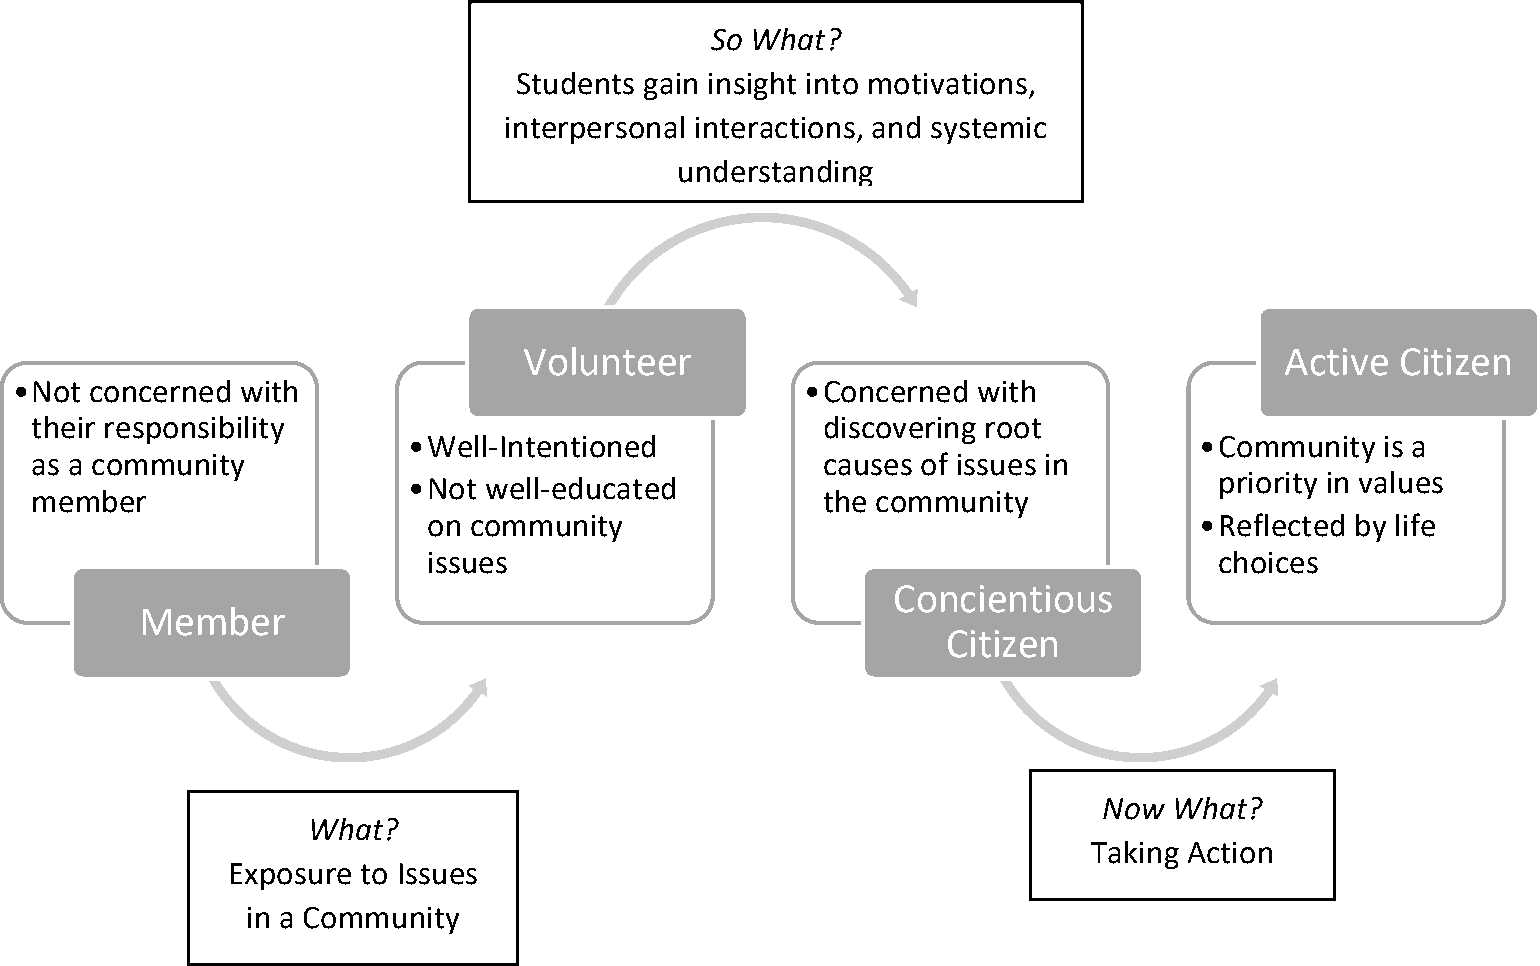 So What?
Students gain insight into motivations,
interpersonal interactions, and systemic
understanding
•Not concerned with
their responsibility
as a community
member
Member
Volunteer
•Well-Intentioned
•Not well-educated
on community
issues
•Concerned with
discovering root
causes of issues in
the community
Concientious
Citizen
Active Citizen
•Community is a
priority in values
•Reflected by life
choices
What?
Exposure to Issues
in a Community
Now What?
Taking Action